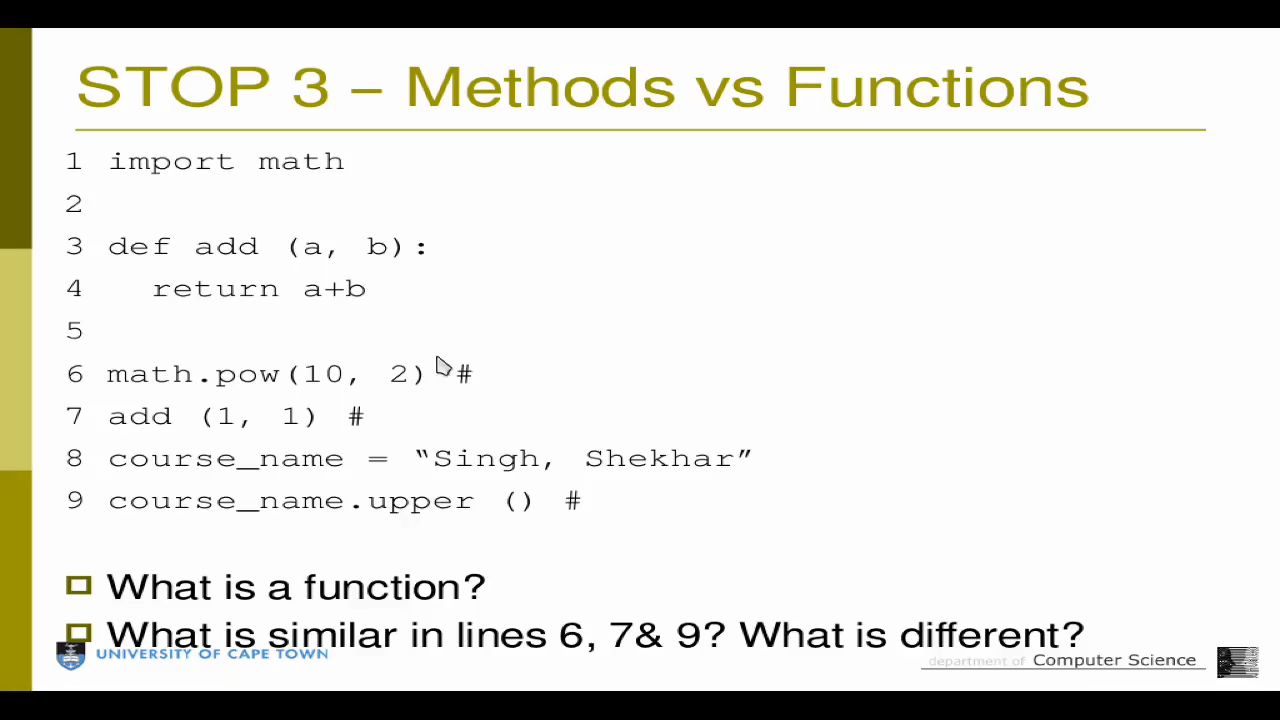 STOP 3 – Methods vs Functions
1 import math
2
3 def add (a, b):
4   return a+b
5
6 math.pow(10, 2) #
7 add (1, 1) #
8 course_name = “Singh, Shekhar”
9 course_name.upper () #
What is a function?
What is similar in lines 6, 7& 9? What is different?
UNIVERSITY OF CAPE TOWN
department of Computer Science